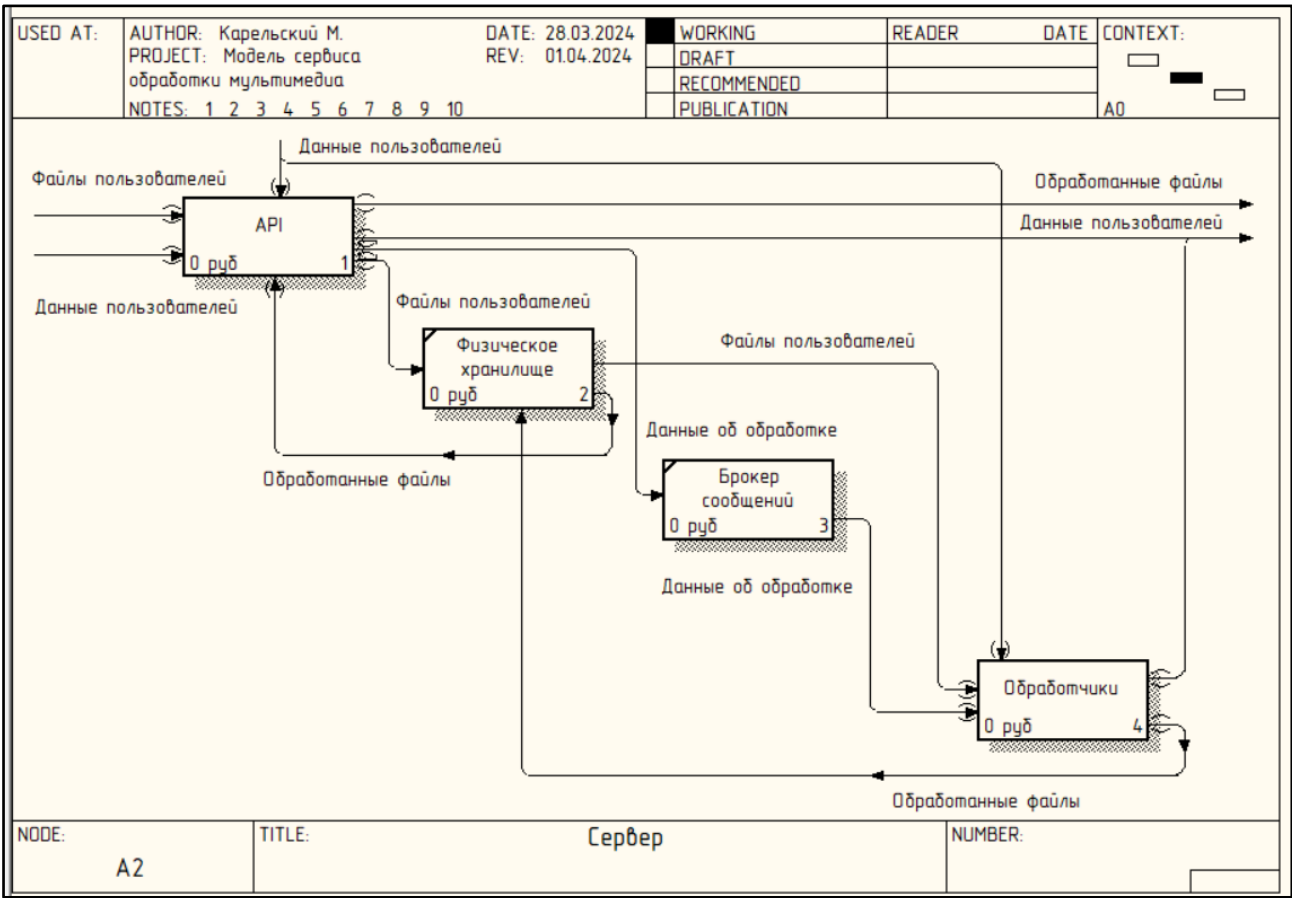 USED AT:
AUTHOR: Карельский М.
DATE: 28.03.2024
PROJECT: Модель сервиса
REV: 01.04.2024
обработки мультимедиа
NOTES: 1 2 3 4 5 6 7 8 9 10
WORKING
DRAFT
RECOMMENDED
PUBLICATION
READER
DATE
CONTEXT:
A0
Данные пользователей
Файлы пользователей
Обработанные файлы
API
Данные пользователей
0 руб 1
Данные пользователей
Файлы пользователей
Физическое
хранилище
0 руб 2
Файлы пользователей
Данные об обработке
Обработанные файлы
Брокер
сообщений
0 руб 3
Данные об обработке
Обработчики
0 руб 4
Обработанные файлы
NODE:
A2
TITLE:
Сервер
NUMBER: